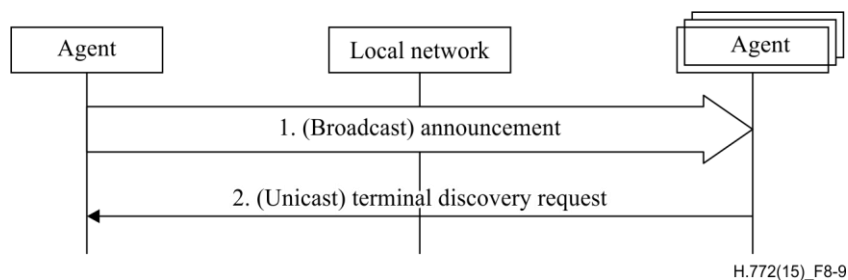 Agent
Local network
Agent
1. (Broadcast) announcement
2. (Unicast) terminal discovery request
H.772(15)_F8-9